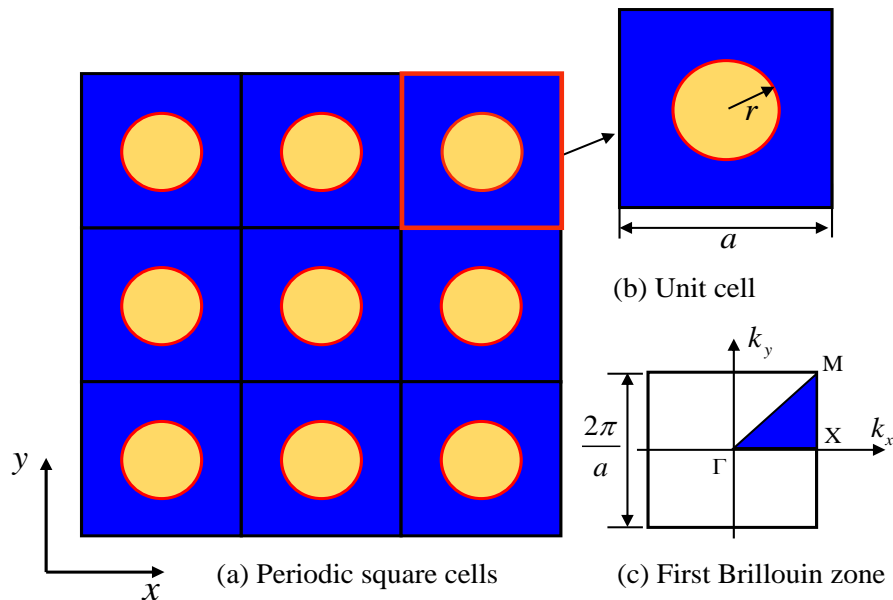 r
a
(b) Unit cell
y
x
(a) Periodic square cells
k_y
M
2π
a
Γ
X
k_x
(c) First Brillouin zone